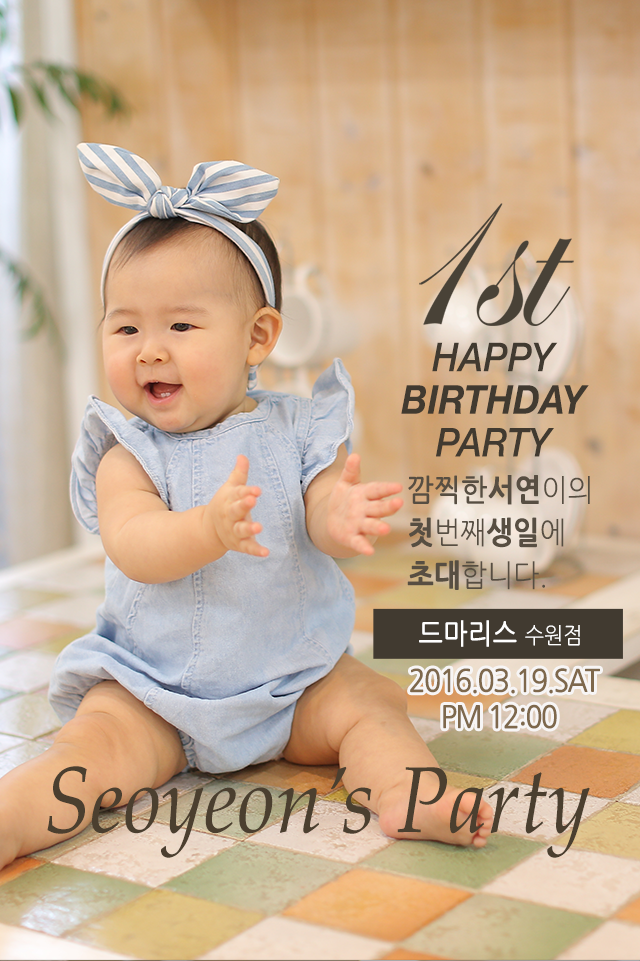 1st
HAPPY
BIRTHDAY
PARTY
깜찍한서연이의
첫번째생일에
초대합니다.
드마리스 수원점
2016.03.19.SAT
PM 12:00
Seoyeon's Party